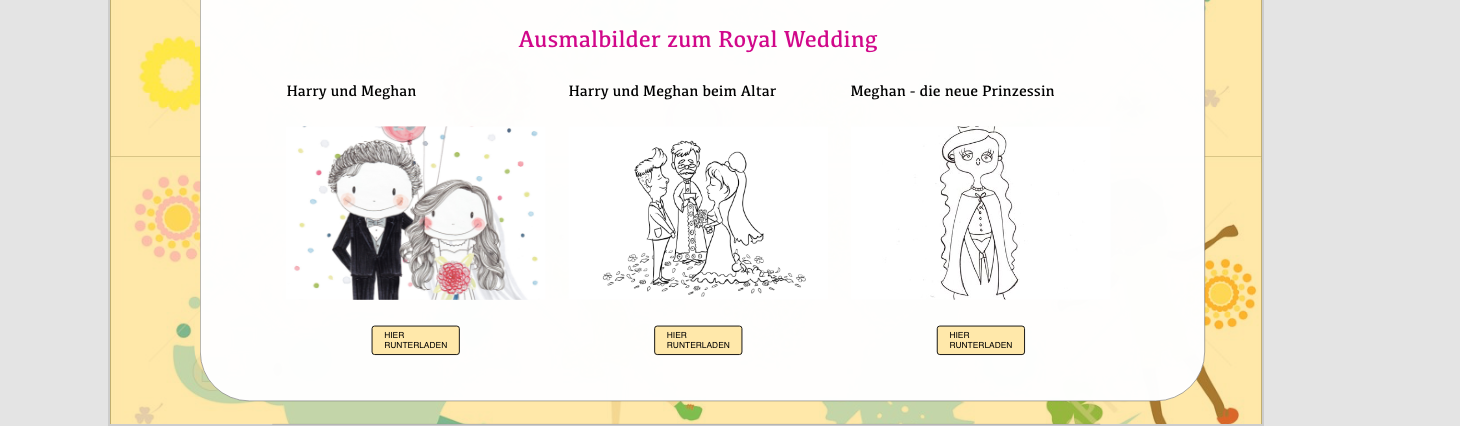 Ausmalbilder zum Royal Wedding
Harry und Meghan
Harry und Meghan beim Altar
Meghan - die neue Prinzessin
HIER
RUNTERLADEN
HIER
RUNTERLADEN
HIER
RUNTERLADEN